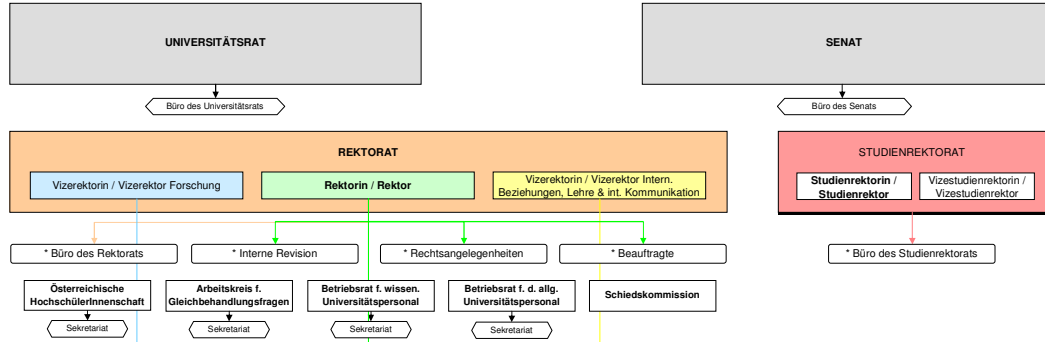 UNIVERSITÄTSRAT
SENAT
Büro des Universitätsrats
Büro des Senats
REKTORAT
STUDIENREKTORAT
Vizerektorin / Vizerektor Forschung
Rektorin / Rektor
Vizerektorin / Vizerektor Intern.
Beziehungen, Lehre & int. Kommunikation
Studienrektorin /
Studienrektor
Vizestudienrektorin /
Vizestudienrektor
* Büro des Rektorats
* Interne Revision
* Rechtsangelegenheiten
* Beauftragte
* Büro des Studienrektorats
Österreichische
HochschülerInnenschaft
Arbeitskreis f.
Gleichbehandlungsfragen
Betriebsrat f. wissen.
Universitätspersonal
Betriebsrat f. d. allg.
Universitätspersonal
Schiedskommission
Sekretariat
Sekretariat
Sekretariat
Sekretariat